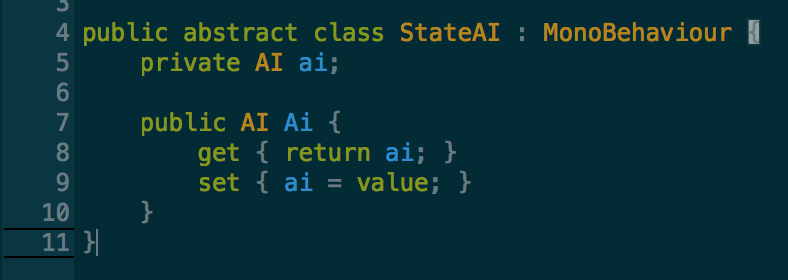 3
4 public abstract class StateAI : MonoBehaviour {
5     private AI ai;
6
7     public AI Ai {
8         get { return ai; }
9         set { ai = value; }
10     }
11 }